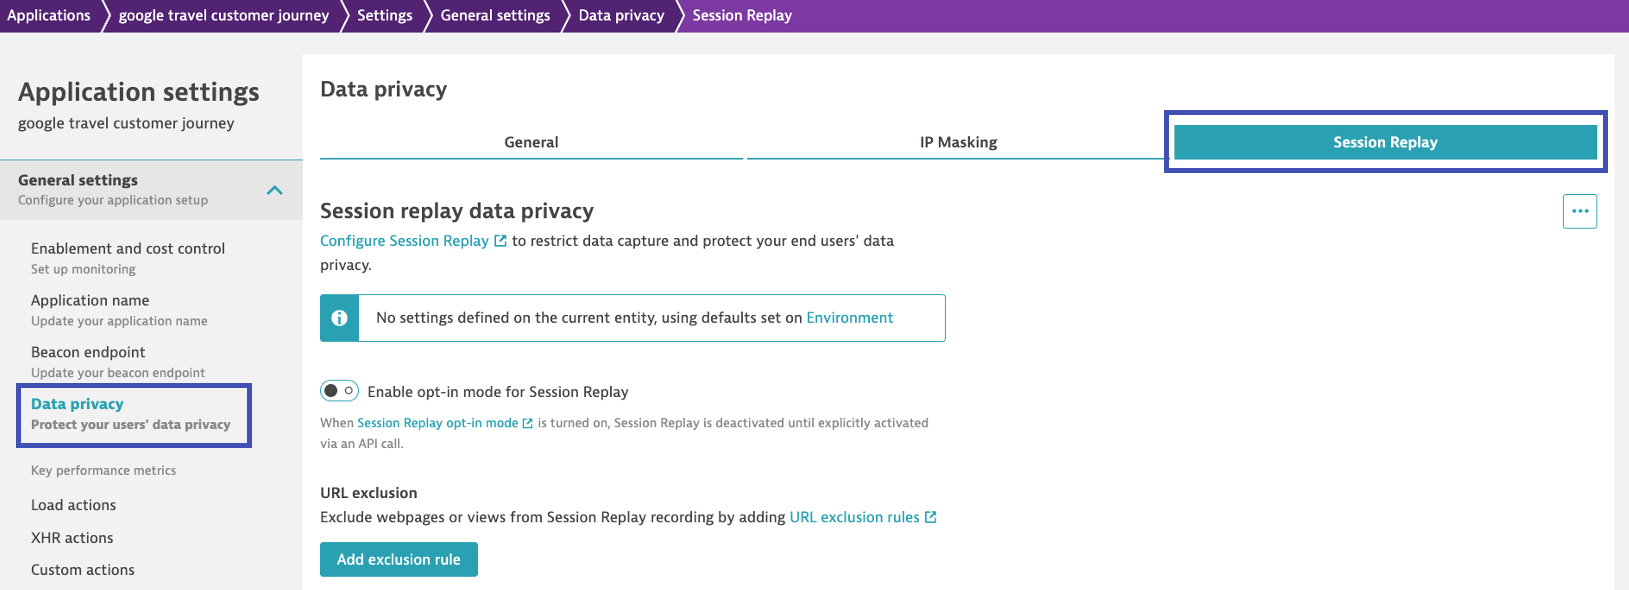 Applications google travel customer journey Settings General settings Data privacy Session Replay
Application settings
google travel customer journey
General settings
Configure your application setup
Enablement and cost control
Set up monitoring
Application name
Update your application name
Beacon endpoint
Update your beacon endpoint
Data privacy
Protect your users' data privacy
Key performance metrics
Load actions
XHR actions
Custom actions
Data privacy
General IP Masking Session Replay
Session replay data privacy
Configure Session Replay to restrict data capture and protect your end users' data
privacy.
No settings defined on the current entity, using defaults set on Environment
Enable opt-in mode for Session Replay
When Session Replay opt-in mode is turned on, Session Replay is deactivated until explicitly activated
via an API call.
URL exclusion
Exclude webpages or views from Session Replay recording by adding URL exclusion rules
Add exclusion rule